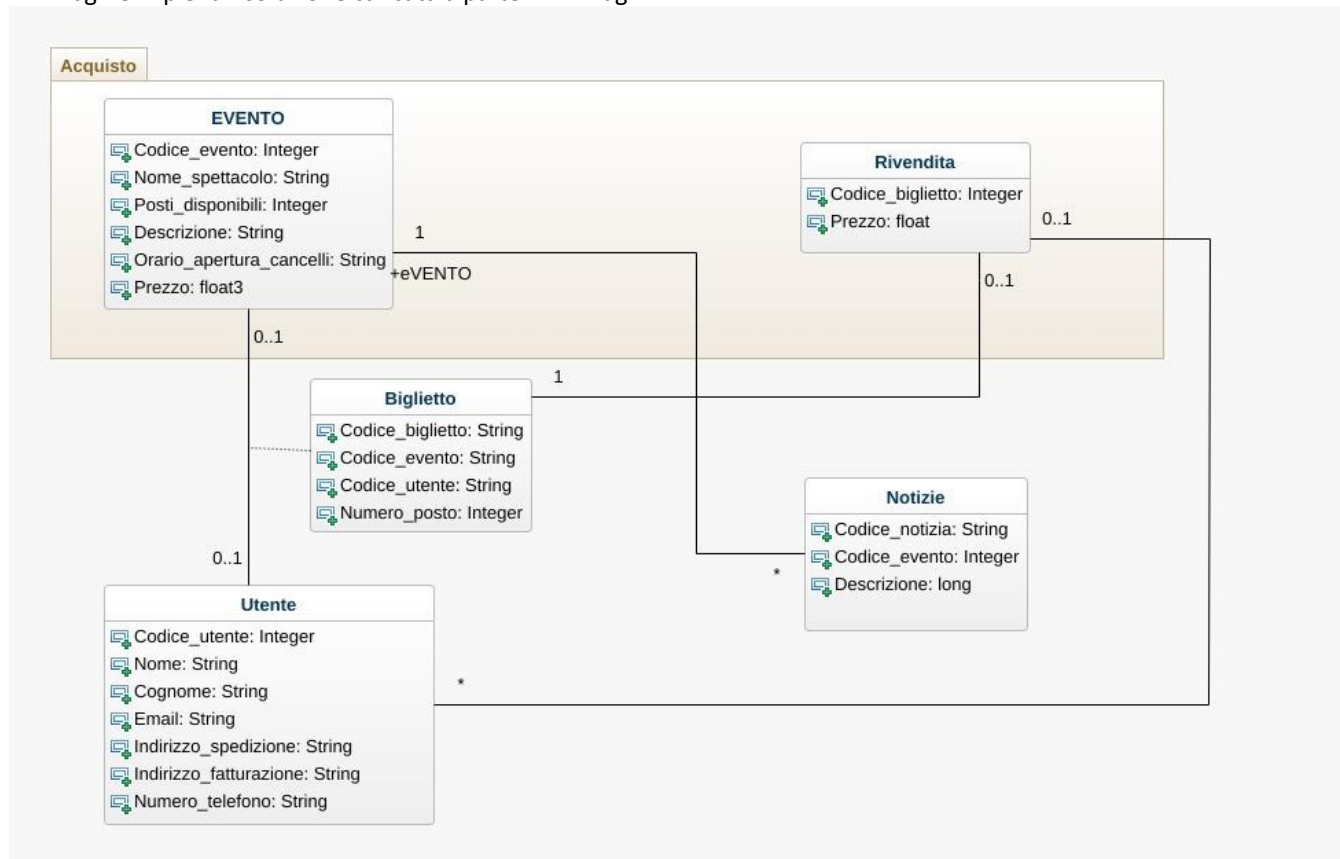 Acquisto
EVENTO
Codice_evento: Integer
Nome_spettacolo: String
Posti_disponibili: Integer
Descrizione: String
Orario_apertura_cancelli: String
Prezzo: float3
1
+eVENTO
0..1
Rivendita
Codice_biglietto: Integer
Prezzo: float
0..1
0..1
Biglietto
Codice_biglietto: String
Codice_evento: String
Codice_utente: String
Numero_posto: Integer
1
Notizie
Codice_notizia: String
Codice_evento: Integer
Descrizione: long
*
0..1
Utente
Codice_utente: Integer
Nome: String
Cognome: String
Email: String
Indirizzo_spedizione: String
Indirizzo_fatturazione: String
Numero_telefono: String
*